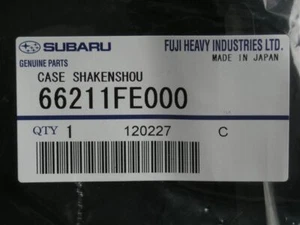 SUBARU FUJI HEAVY INDUSTRIES LTD.
GENUINE PARTS MADE IN JAPAN
CASE SHAKENSHOU
66211FE000
QTY 1 120227 C